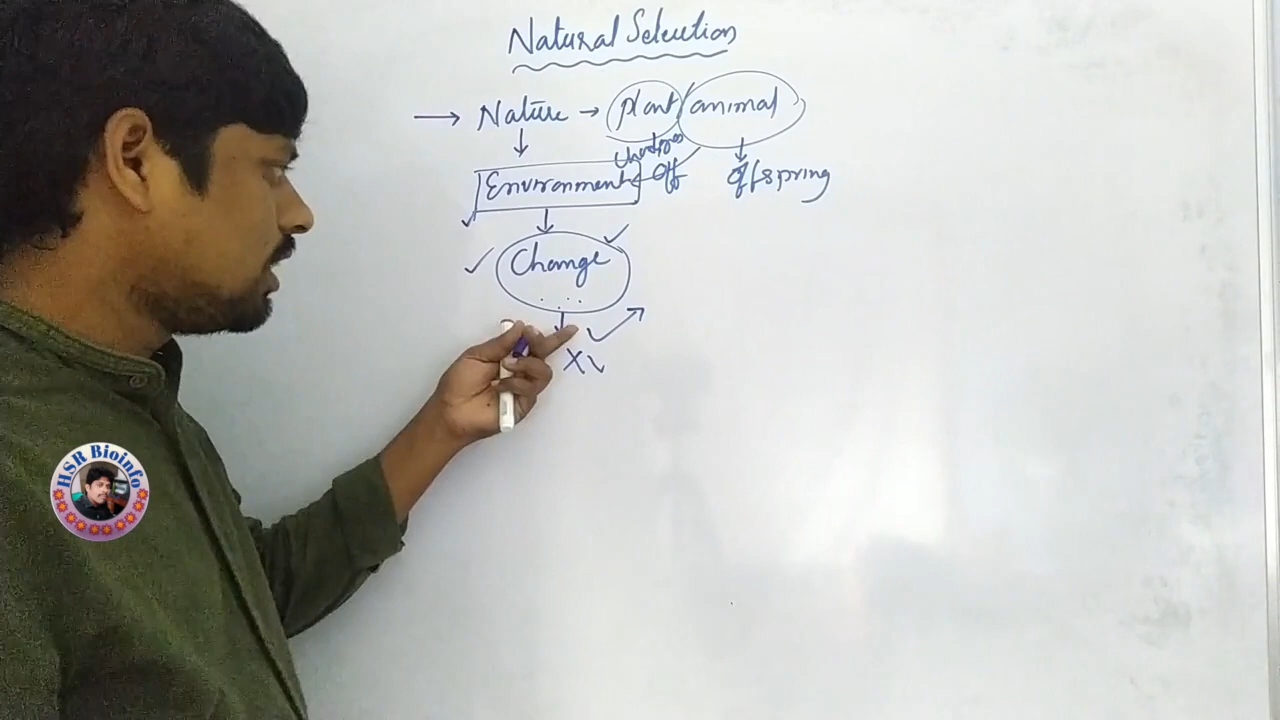 Natural Selection
→ Nature → plant animal
Off Offspring
Environment
Change
X
HSR Bioinfo